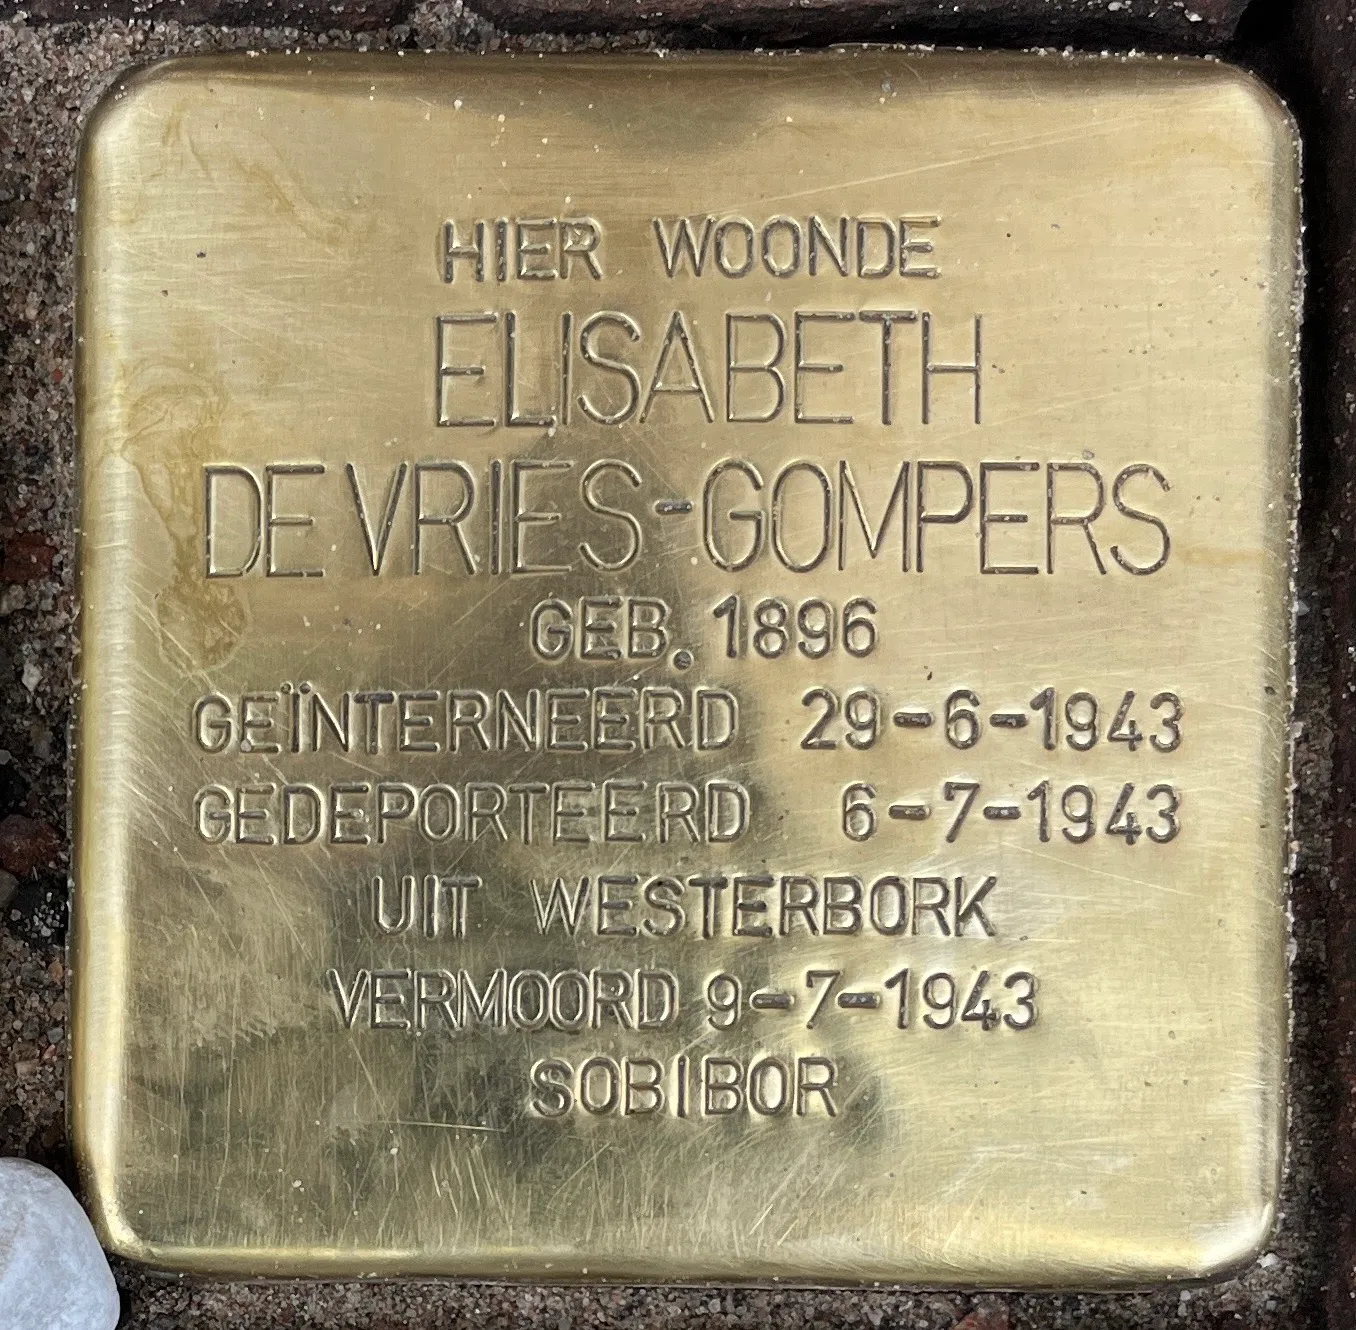 HIER WOONDE
ELISABETH
DE VRIES-GOMPERS
GEB. 1896
GEÏNTERNEERD 29-6-1943
GEDEPORTEERD 6-7-1943
UIT WESTERBORK
VERMOORD 9-7-1943
SOBIBOR